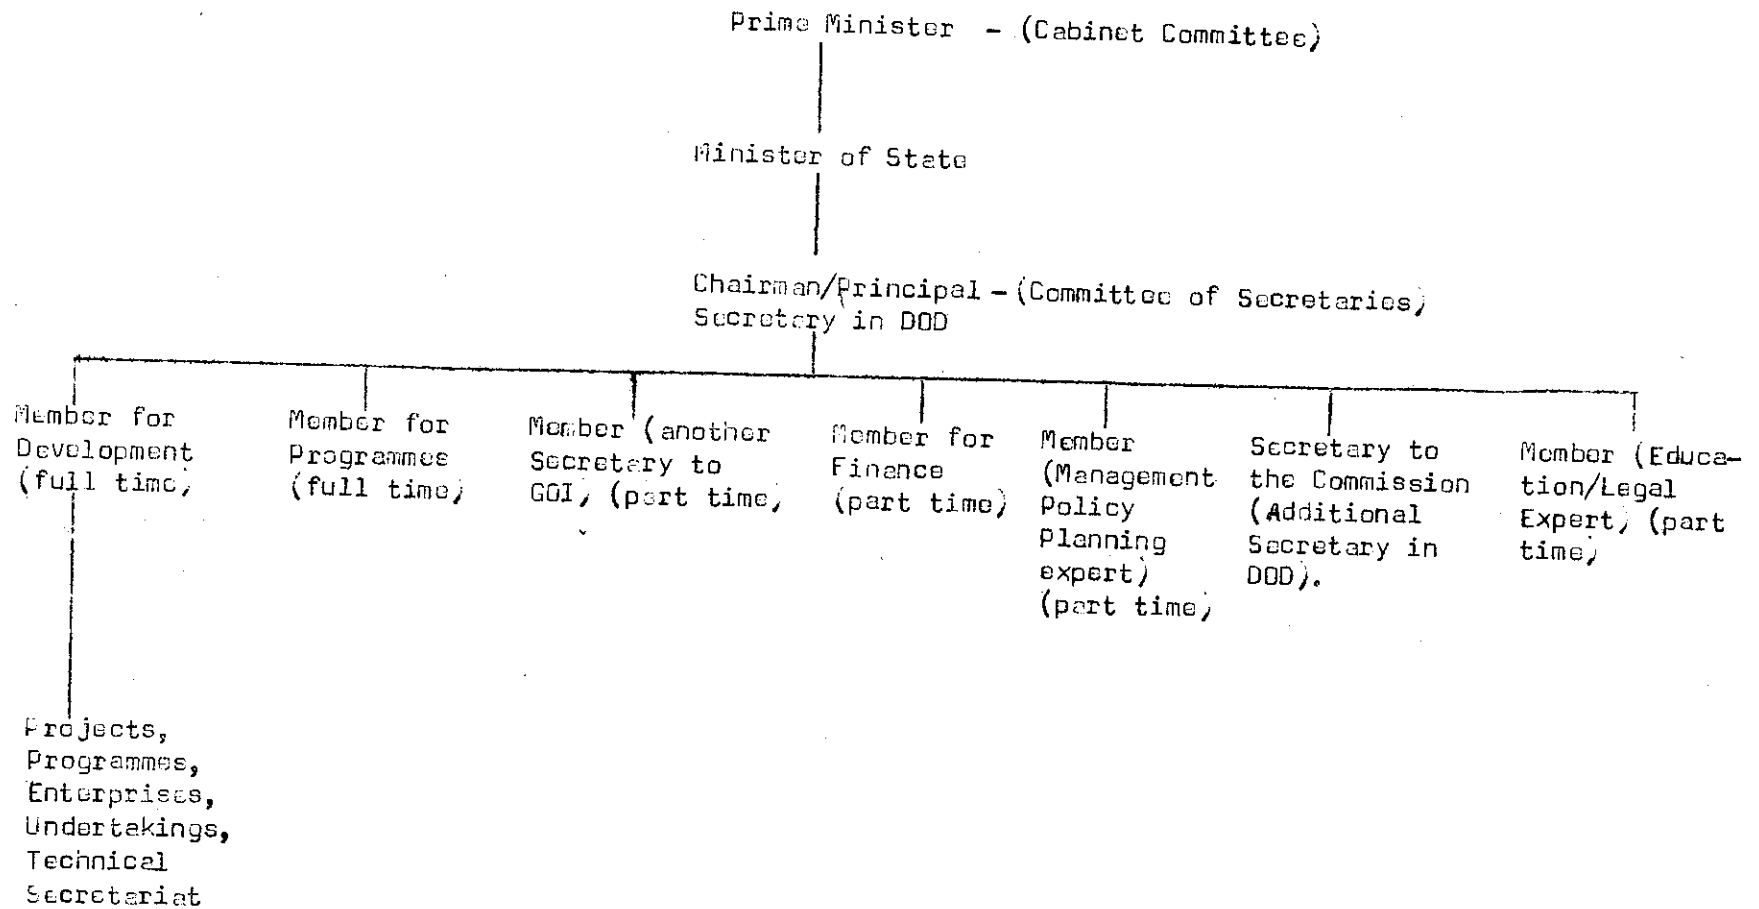 Prime Minister - (Cabinet Committee)
Minister of State
Chairman/Principal - (Committee of Secretaries)
Secretary in DOD
Member for
Development
(full time)
Member for
Programmes
(full time)
Member (another
Secretary to
GOI) (part time)
Member for
Finance
(part time)
Member
(Management
Policy
Planning
expert)
(part time)
Secretary to
the Commission
(Additional
Secretary in
DOD).
Member (Educa-
tion/Legal
Expert) (part
time)
Projects,
Programmes,
Enterprises,
Undertakings,
Technical
Secretariat